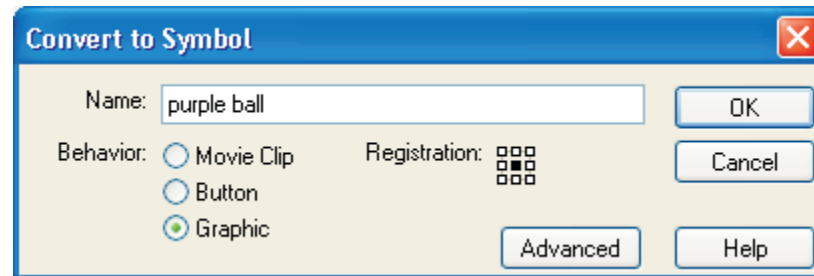 Convert to Symbol
Name: purple ball OK
Behavior: Movie Clip Registration: Cancel
Button
Graphic
Advanced Help